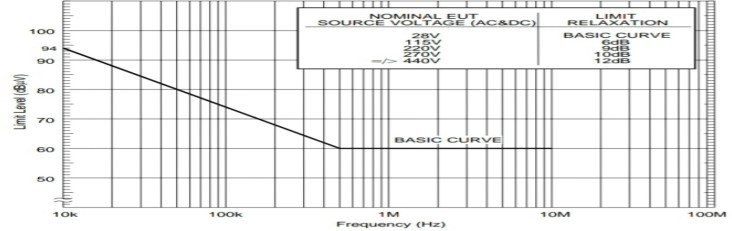 NOMINAL EUT
SOURCE VOLTAGE (AC&DC)
LIMIT
RELAXATION
28V BASIC CURVE
115V 6dB
220V 9dB
270V 10dB
=/> 440V 12dB
100
94
90
80
70
60
50
Limit Level (dBµV)
BASIC CURVE
10k 100k 1M 10M 100M
Frequency (Hz)